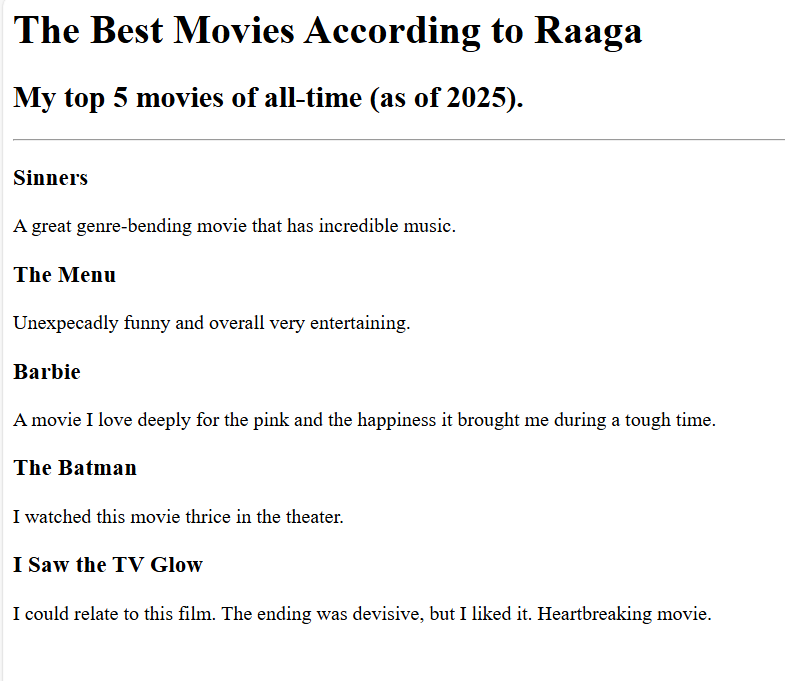 The Best Movies According to Raaga
My top 5 movies of all-time (as of 2025).
Sinners
A great genre-bending movie that has incredible music.
The Menu
Unexpecadly funny and overall very entertaining.
Barbie
A movie I love deeply for the pink and the happiness it brought me during a tough time.
The Batman
I watched this movie thrice in the theater.
I Saw the TV Glow
I could relate to this film. The ending was devisive, but I liked it. Heartbreaking movie.